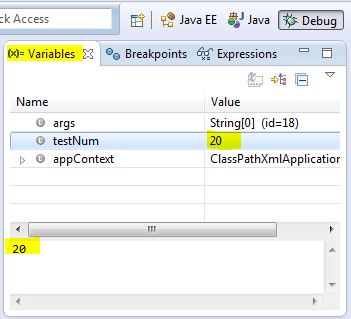 ck Access
Java EE
Java
Debug
(x)= Variables
Breakpoints
Expressions
Name
Value
args
String[0] (id=18)
testNum
20
appContext
ClassPathXmlApplication
20